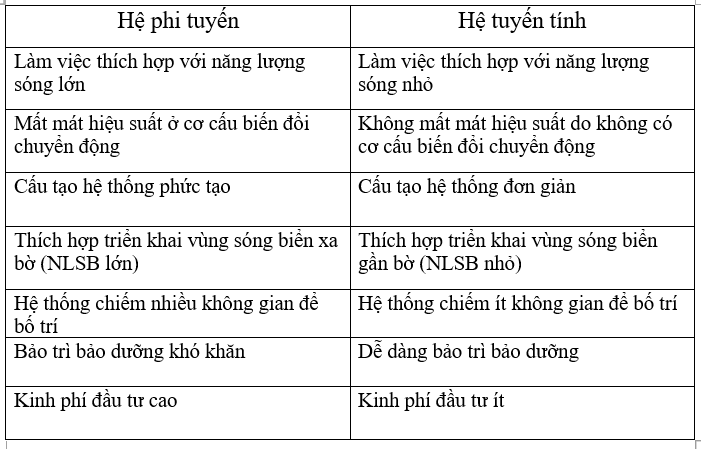 Hệ phi tuyến
Hệ tuyến tính
Làm việc thích hợp với năng lượng
sóng lớn
Làm việc thích hợp với năng lượng
sóng nhỏ
Mất mát hiệu suất ở cơ cấu biến đổi
chuyển động
Không mất mát hiệu suất do không có
cơ cấu biến đổi chuyển động
Cấu tạo hệ thống phức tạo
Cấu tạo hệ thống đơn giản
Thích hợp triển khai vùng sóng biển xa
bờ (NLSB lớn)
Thích hợp triển khai vùng sóng biển
gần bờ (NLSB nhỏ)
Hệ thống chiếm nhiều không gian để
bố trí
Hệ thống chiếm ít không gian để bố trí
Bảo trì bảo dưỡng khó khăn
Dễ dàng bảo trì bảo dưỡng
Kinh phí đầu tư cao
Kinh phí đầu tư ít